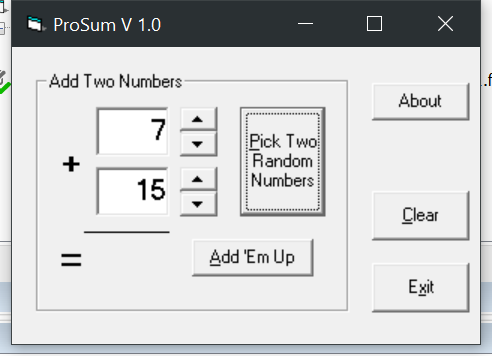 ProSum V 1.0
Add Two Numbers
7
+
15
=
Pick Two
Random
Numbers
Add 'Em Up
About
Clear
Exit